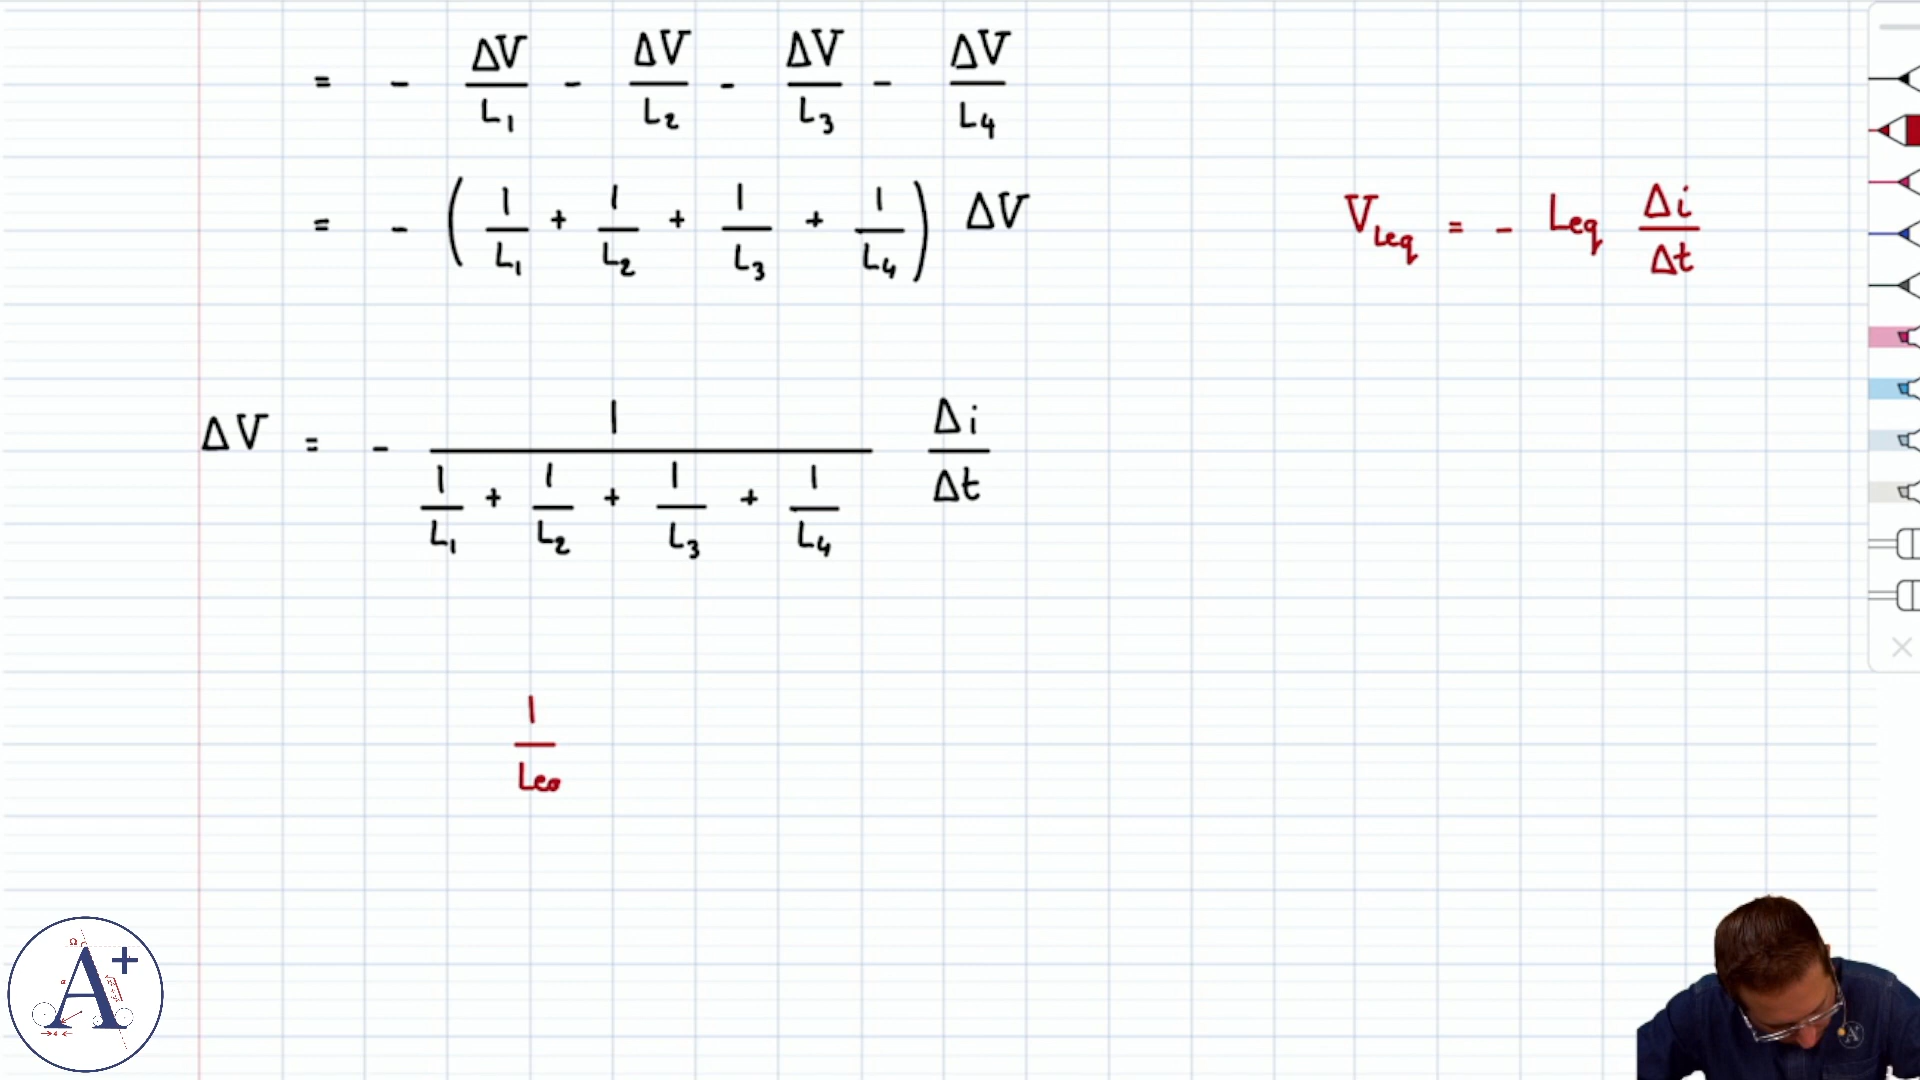 = - ΔV/L₁ - ΔV/L₂ - ΔV/L₃ - ΔV/L₄
= - (1/L₁ + 1/L₂ + 1/L₃ + 1/L₄) ΔV
V_Leq = - Leq Δi/Δt
ΔV = - 1/(1/L₁ + 1/L₂ + 1/L₃ + 1/L₄) Δi/Δt
1/Leo
A+